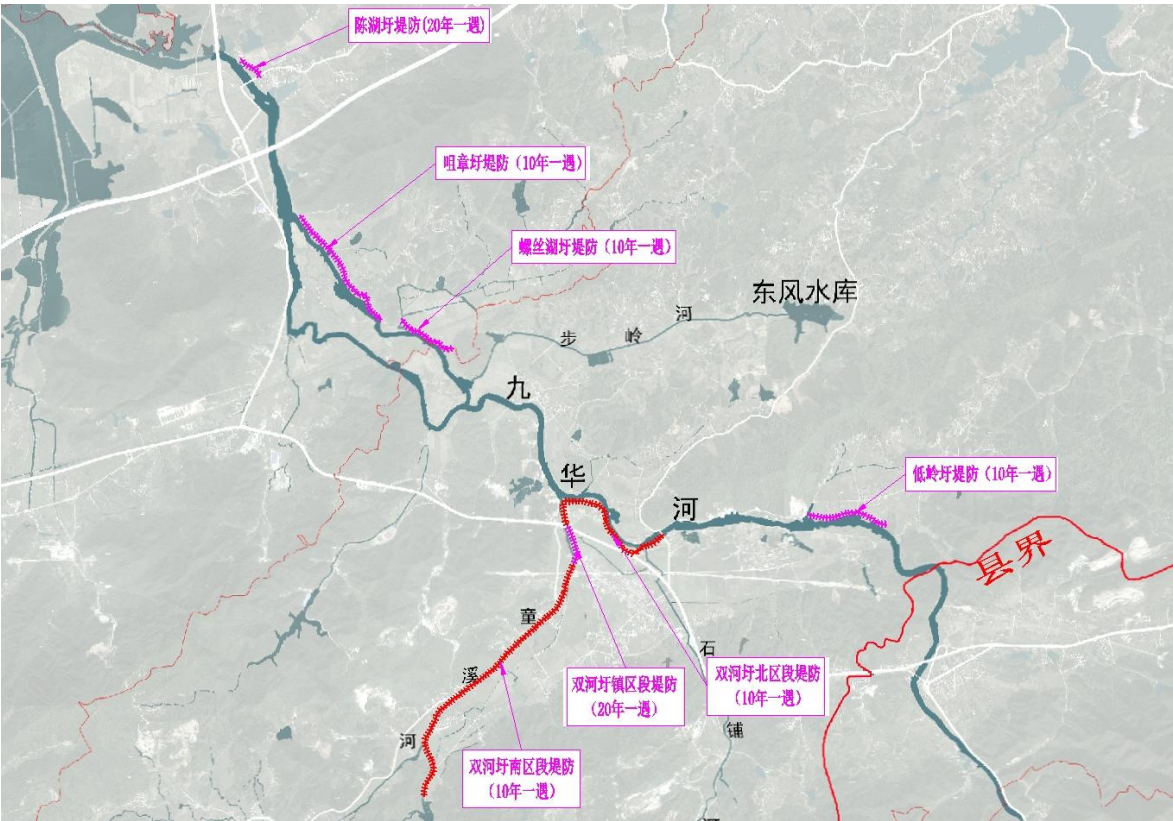 陈湖圩堤防(20年一遇)
咀章圩堤防（10年一遇）
螺丝湖圩堤防（10年一遇）
东风水库
步岭河
九华河
低岭圩堤防（10年一遇）
县界
童溪河
石铺
双河圩镇区段堤防
（20年一遇）
双河圩北区段堤防
（10年一遇）
双河圩南区段堤防
（10年一遇）